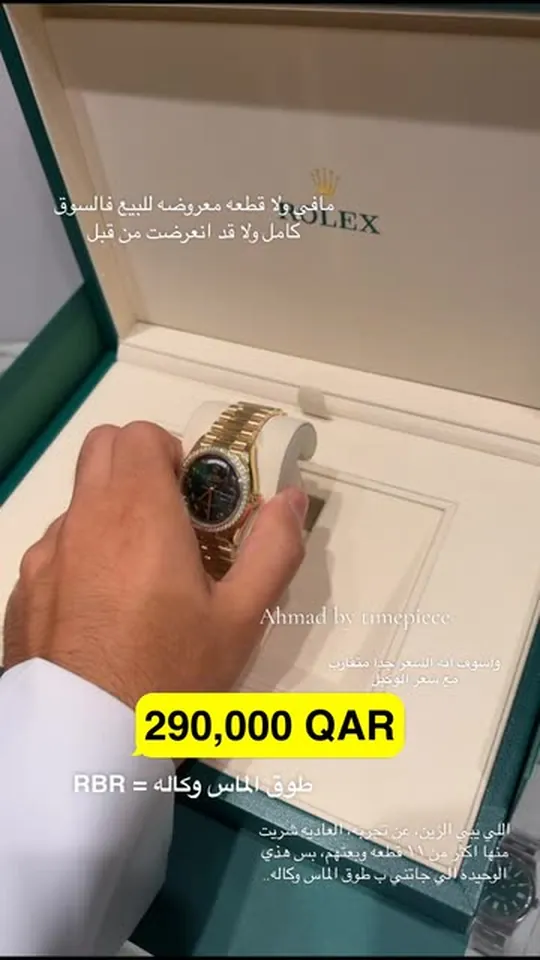 مافي ولا قطعه معروضه للبيع فالسوق
كامل ولا قد انعرضت من قبل
ROLEX
Ahmad by timepiece
واشوف انه السعر جداً متقارب
مع سعر الوكيل
290,000 QAR
طوق الماس وكاله = RBR
اللي يبي الزين، عن تجربه، العاديه شريت
منها اكثر من ١١ قطعه وبعتهم، بس هذي
الوحيده الي جاتني ب طوق الماس وكاله..